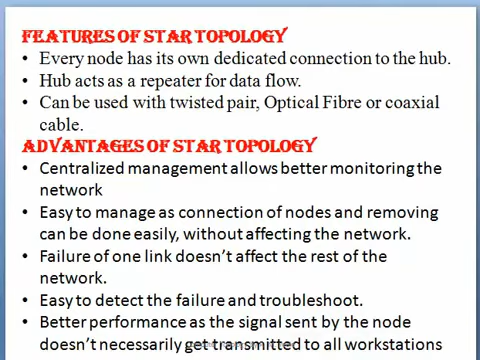 FEATURES OF STAR TOPOLOGY
• Every node has its own dedicated connection to the hub.
• Hub acts as a repeater for data flow.
• Can be used with twisted pair, Optical Fibre or coaxial
cable.
ADVANTAGES OF STAR TOPOLOGY
• Centralized management allows better monitoring the
network
• Easy to manage as connection of nodes and removing
can be done easily, without affecting the network.
• Failure of one link doesn't affect the rest of the
network.
• Easy to detect the failure and troubleshoot.
• Better performance as the signal sent by the node
doesn't necessarily get transmitted to all workstations